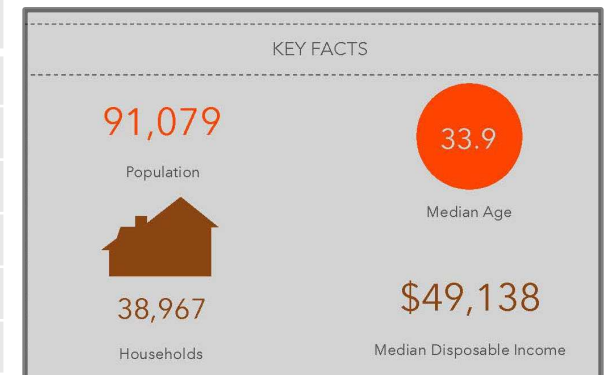 KEY FACTS
91,079
Population
33.9
Median Age
38,967
Households
$49,138
Median Disposable Income